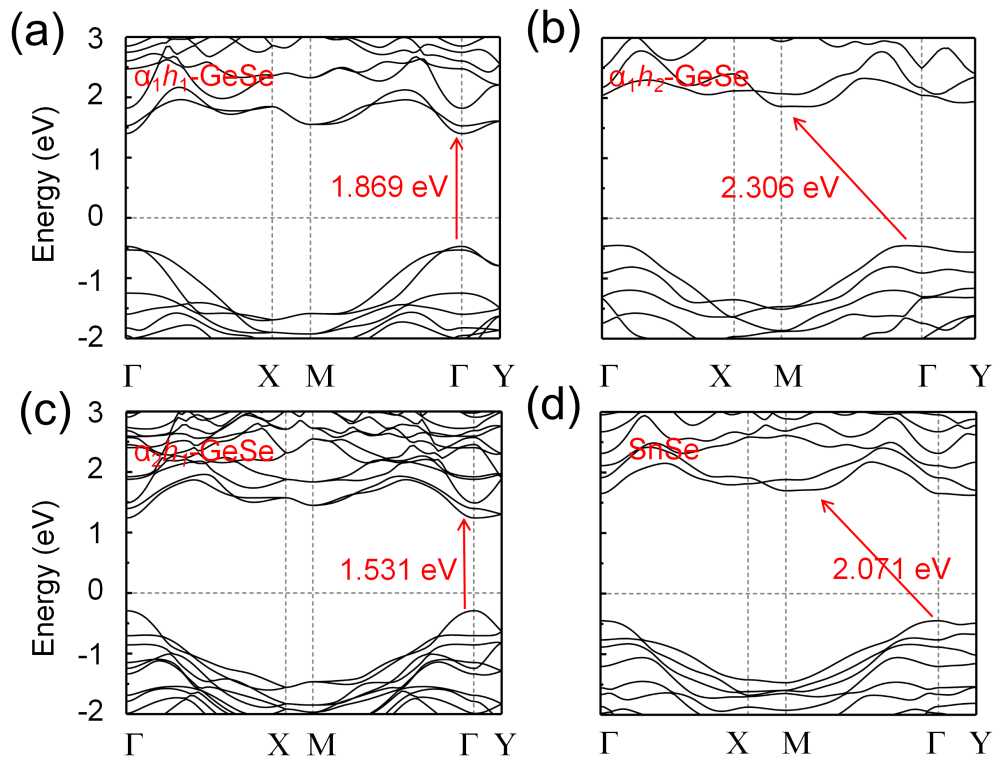 (a)
3
2
1
0
-1
-2
Energy (eV)
α₁h₁-GeSe
1.869 eV
Γ X M Γ Y
(b)
α₁h₂-GeSe
2.306 eV
Γ X M Γ Y
(c)
3
2
1
0
-1
-2
Energy (eV)
α₂h₁-GeSe
1.531 eV
Γ X M Γ Y
(d)
SnSe
2.071 eV
Γ X M Γ Y